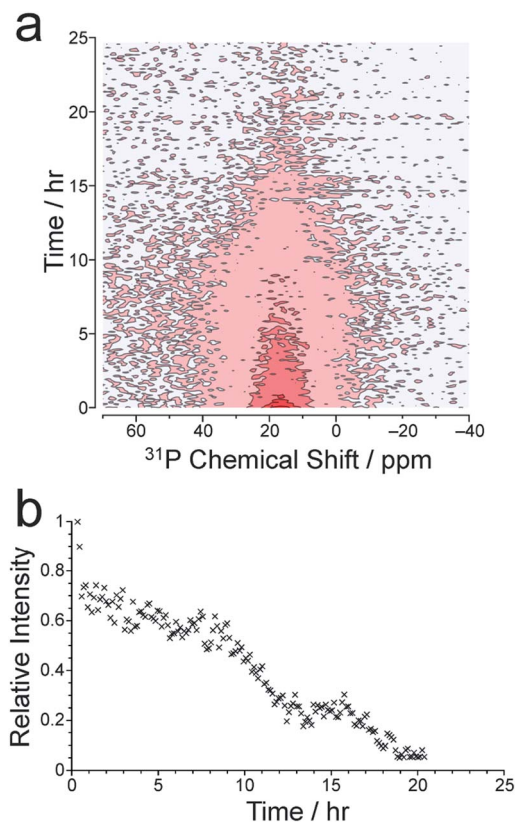 a
25
20
15
10
5
0
Time / hr
60 40 20 0 –20 –40
³¹P Chemical Shift / ppm
b
1
0.8
0.6
0.4
0.2
0
Relative Intensity
0 5 10 15 20 25
Time / hr